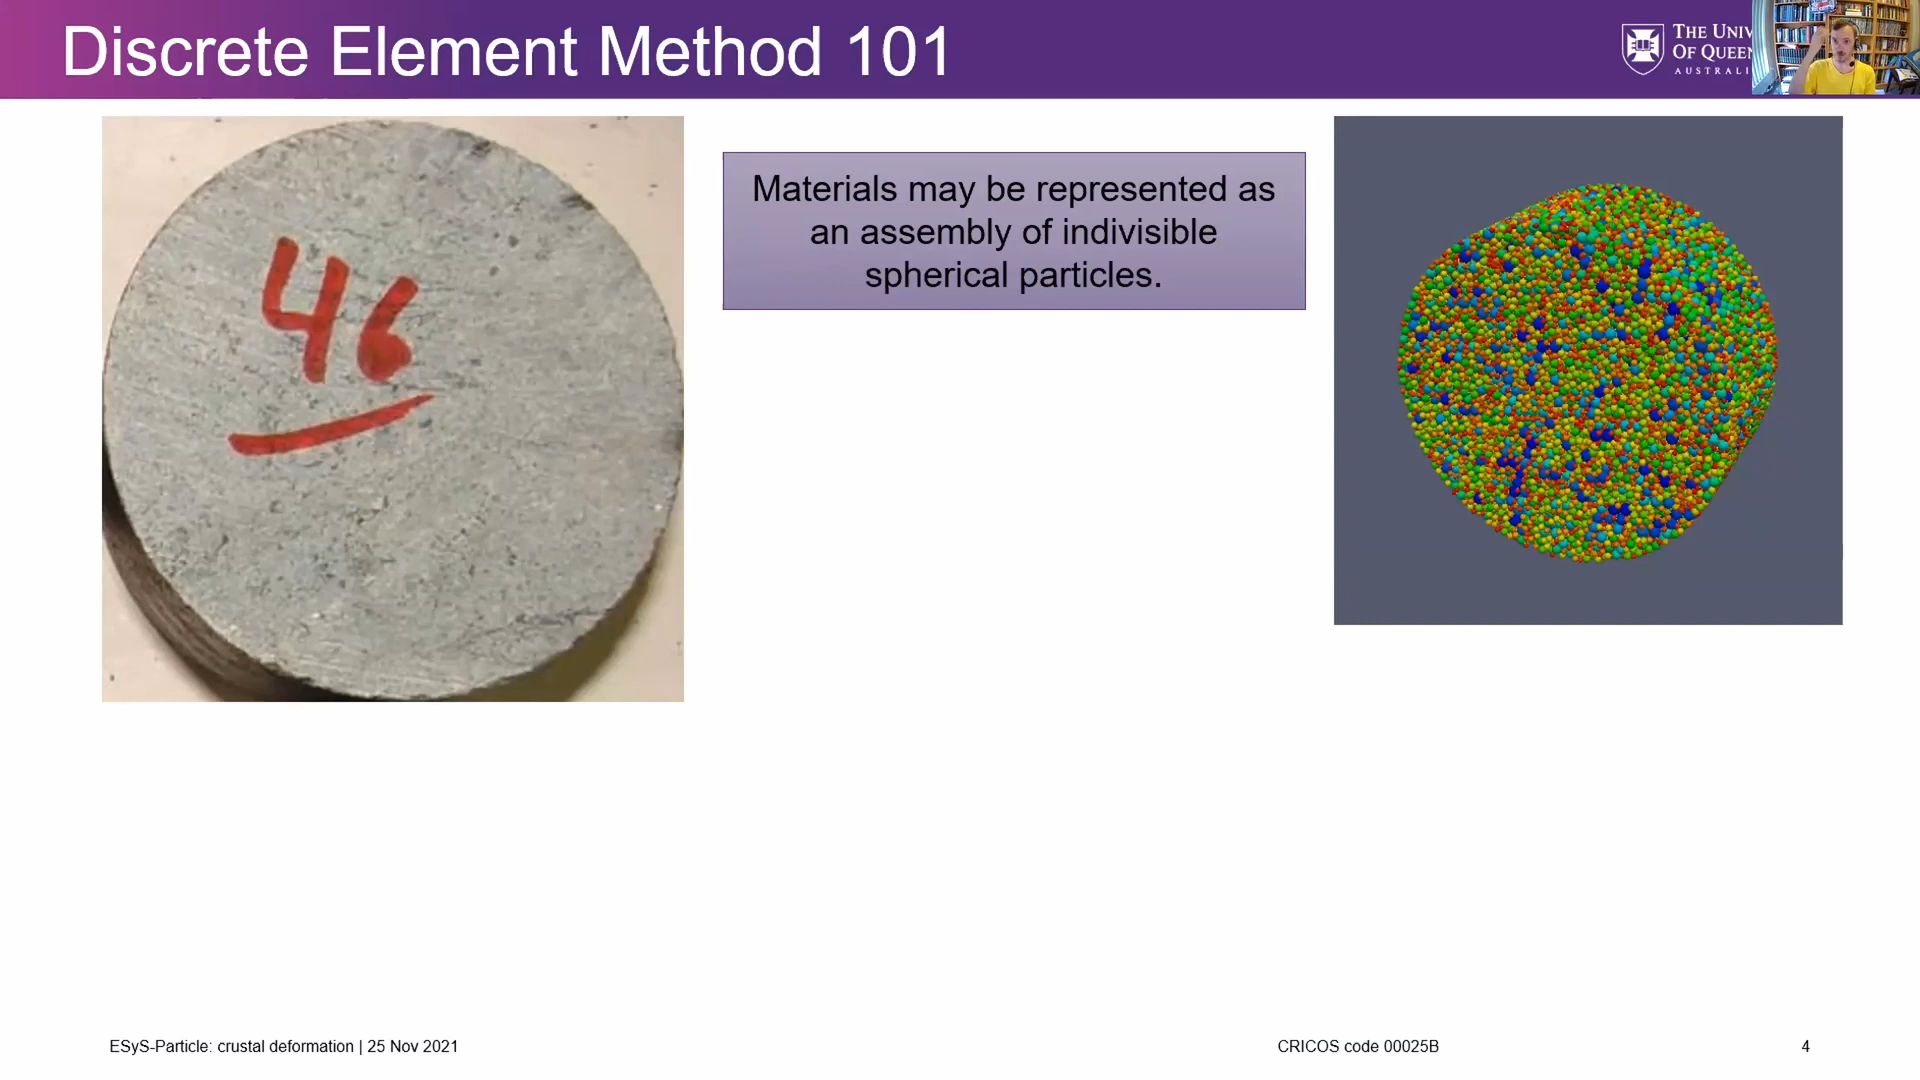 Discrete Element Method 101
THE UNIV
OF QUEEN
AUSTRALI
46
Materials may be represented as
an assembly of indivisible
spherical particles.
ESyS-Particle: crustal deformation | 25 Nov 2021
CRICOS code 00025B
4